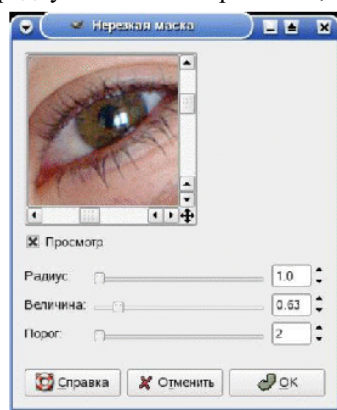 Нерезкая маска
Просмотр
Радиус: 1.0
Величина: 0.63
Порог: 2
Справка Отменить OK